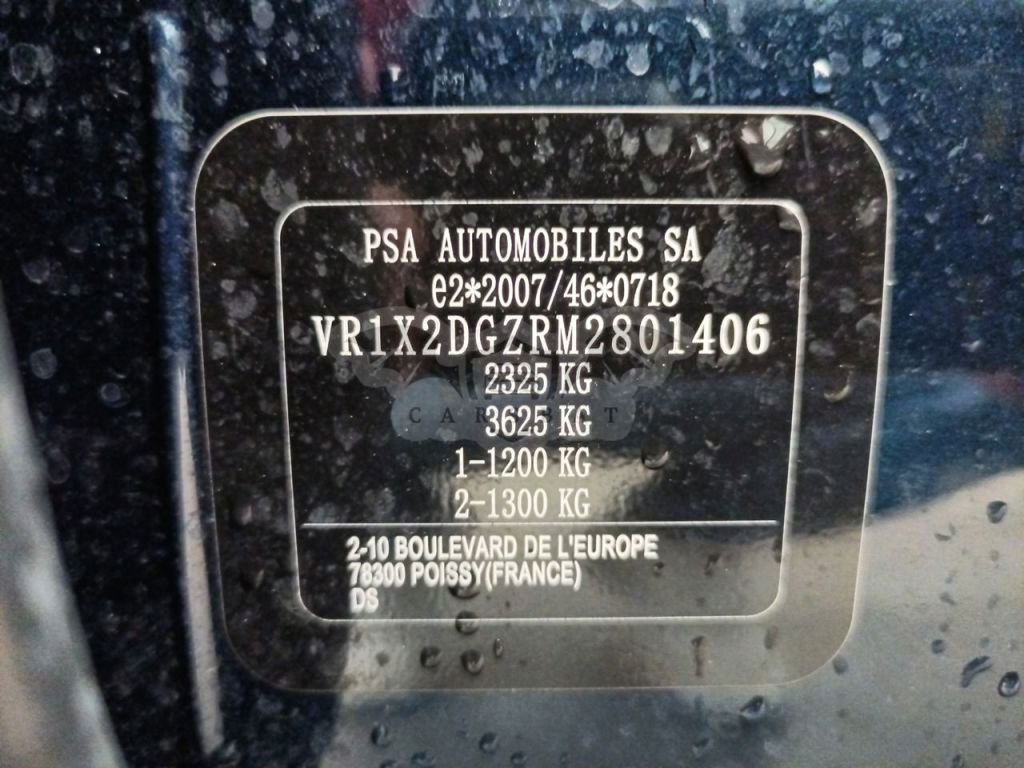 PSA AUTOMOBILES SA
e2*2007/46*0718
VR1X2DGZRM2801406
2325 KG
3625 KG
1-1200 KG
2-1300 KG
2-10 BOULEVARD DE L'EUROPE
78300 POISSY(FRANCE)
DS